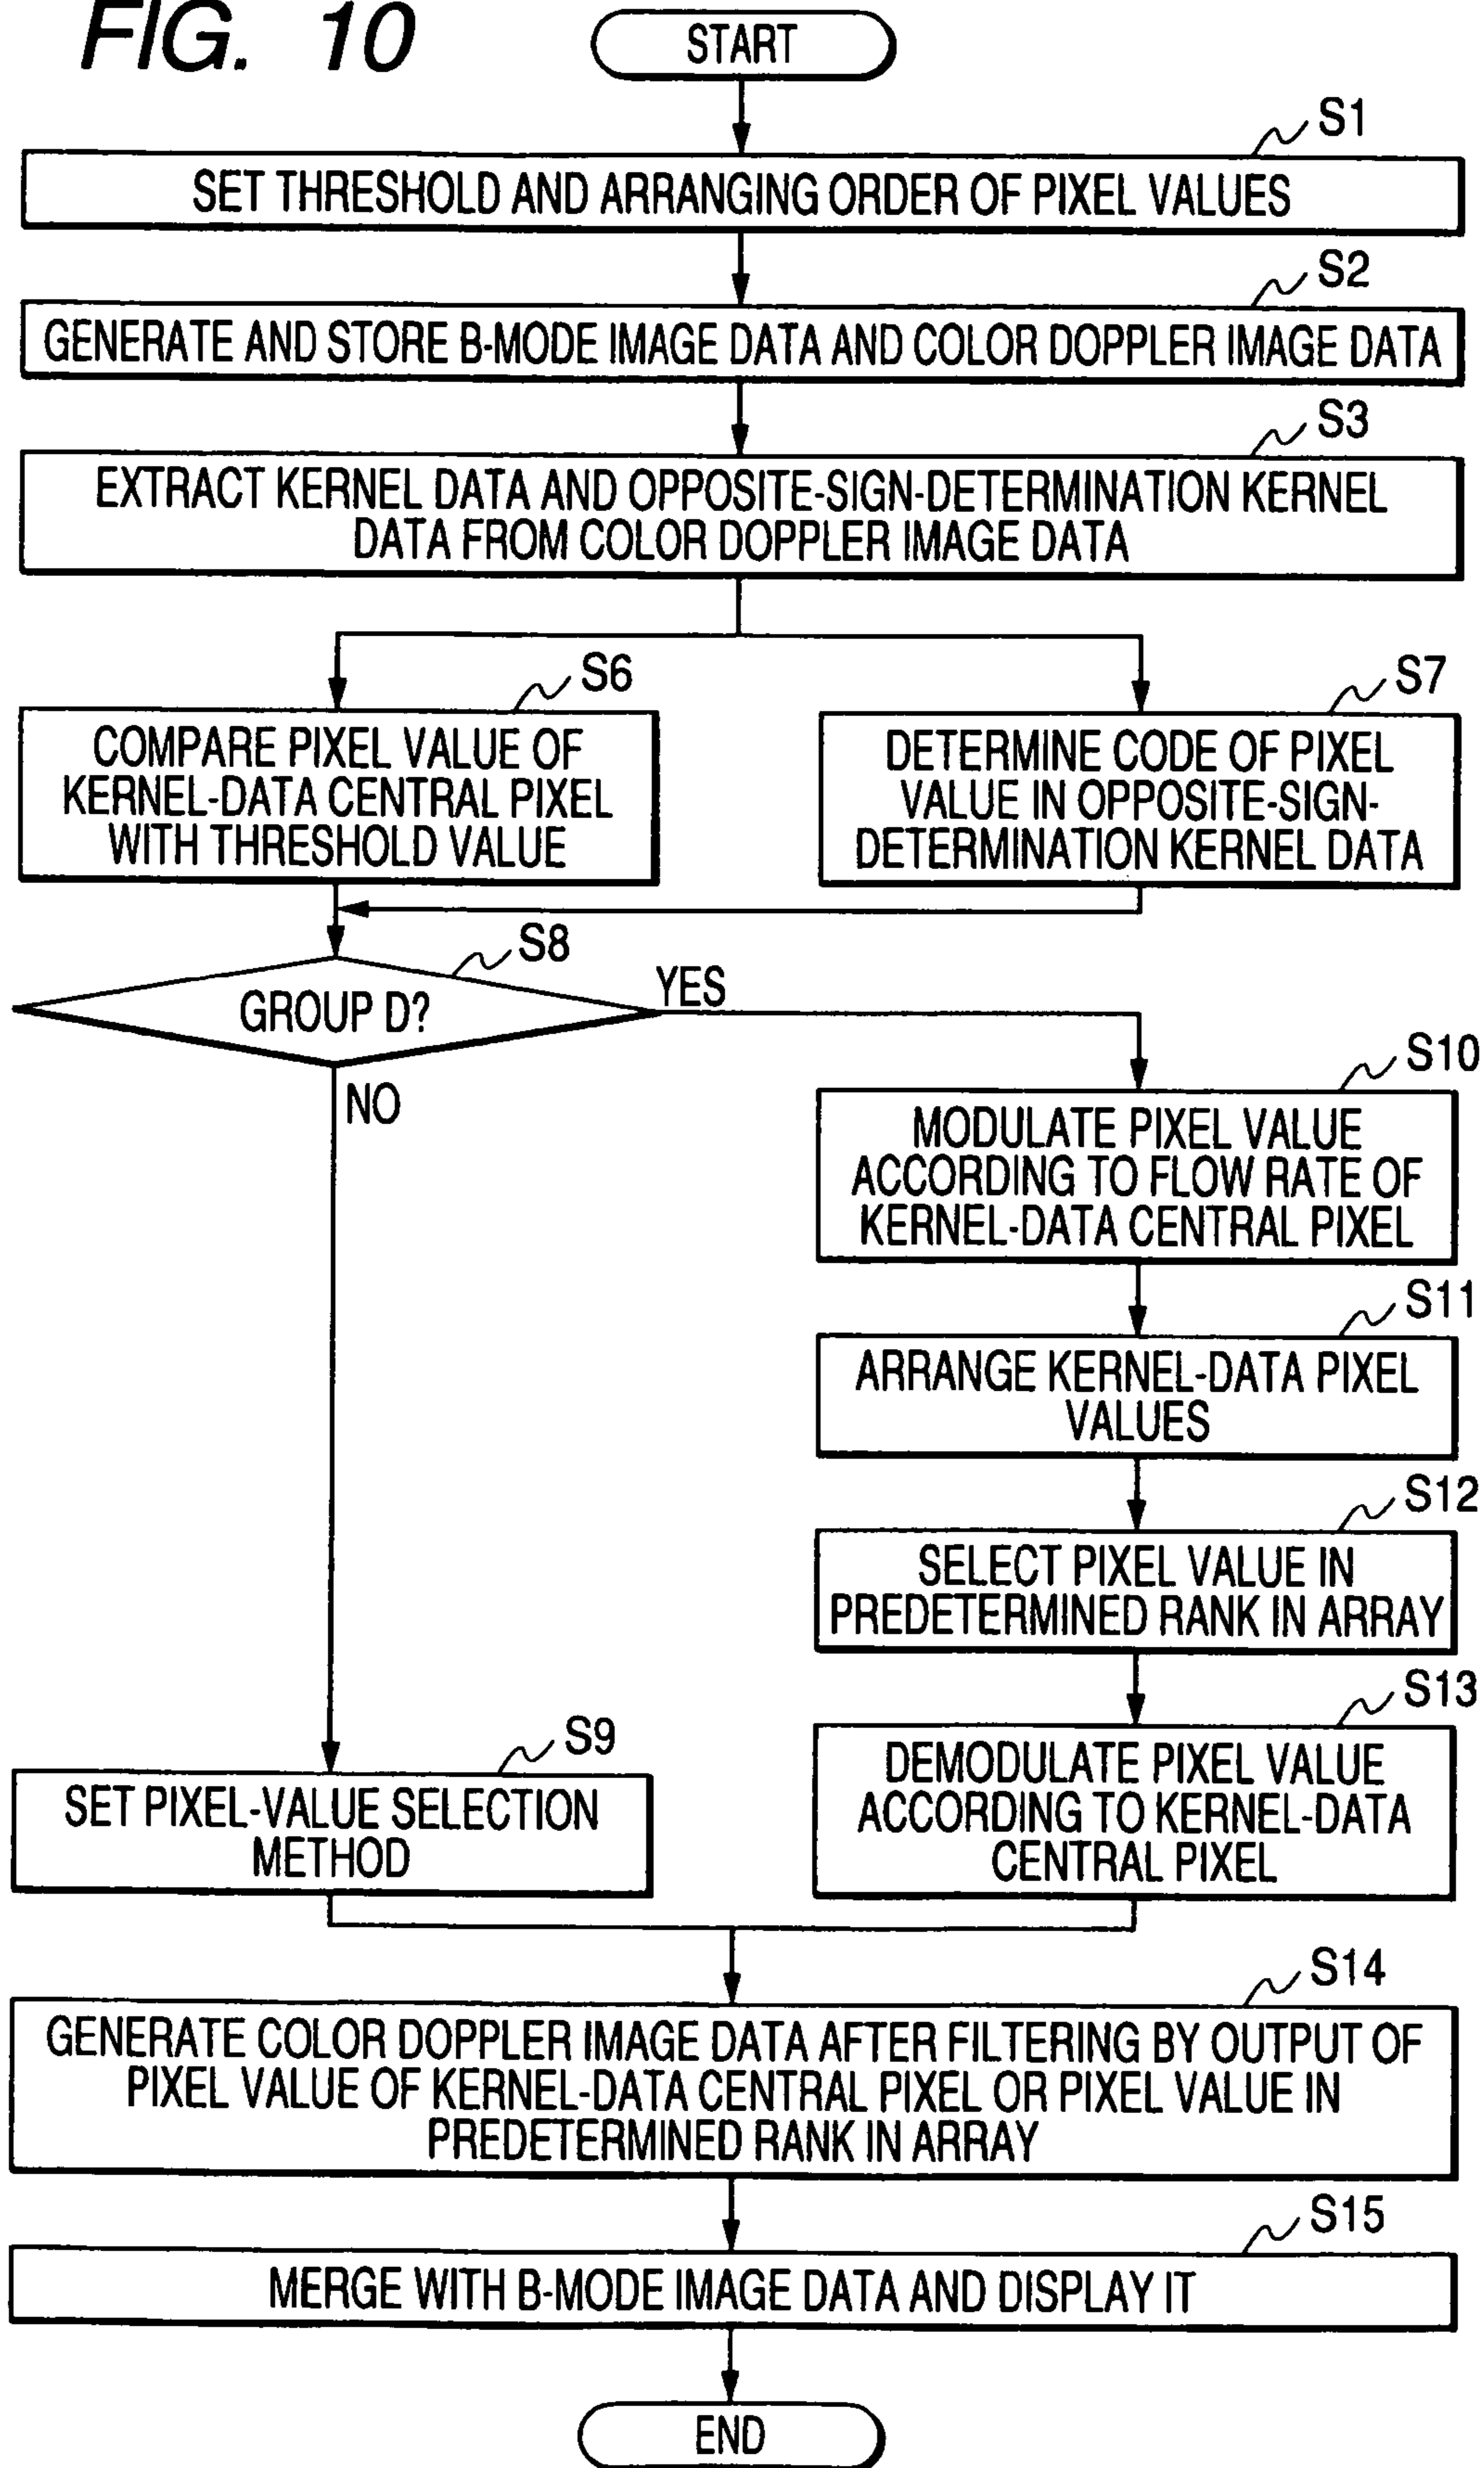 FIG. 10
START
S1
SET THRESHOLD AND ARRANGING ORDER OF PIXEL VALUES
S2
GENERATE AND STORE B-MODE IMAGE DATA AND COLOR DOPPLER IMAGE DATA
S3
EXTRACT KERNEL DATA AND OPPOSITE-SIGN-DETERMINATION KERNEL
DATA FROM COLOR DOPPLER IMAGE DATA
S6
COMPARE PIXEL VALUE OF
KERNEL-DATA CENTRAL PIXEL
WITH THRESHOLD VALUE
S7
DETERMINE CODE OF PIXEL
VALUE IN OPPOSITE-SIGN-
DETERMINATION KERNEL DATA
S8
GROUP D?
YES
NO
S10
MODULATE PIXEL VALUE
ACCORDING TO FLOW RATE OF
KERNEL-DATA CENTRAL PIXEL
S11
ARRANGE KERNEL-DATA PIXEL
VALUES
S12
SELECT PIXEL VALUE IN
PREDETERMINED RANK IN ARRAY
S13
DEMODULATE PIXEL VALUE
ACCORDING TO KERNEL-DATA
CENTRAL PIXEL
S9
SET PIXEL-VALUE SELECTION
METHOD
S14
GENERATE COLOR DOPPLER IMAGE DATA AFTER FILTERING BY OUTPUT OF
PIXEL VALUE OF KERNEL-DATA CENTRAL PIXEL OR PIXEL VALUE IN
PREDETERMINED RANK IN ARRAY
S15
MERGE WITH B-MODE IMAGE DATA AND DISPLAY IT
END